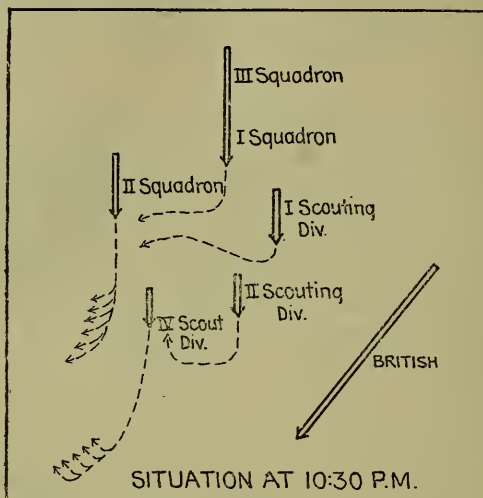 III Squadron
I Squadron
II Squadron
I Scouting
Div.
II Scouting
Div.
IV Scout
Div.
BRITISH
SITUATION AT 10:30 P.M.